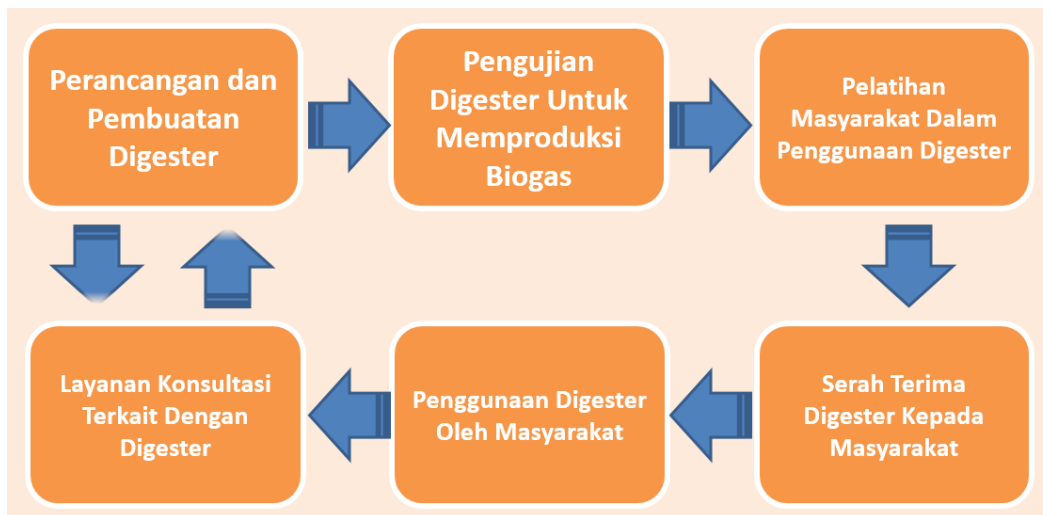 Perancangan dan
Pembuatan
Digester
Pengujian
Digester Untuk
Memproduksi
Biogas
Pelatihan
Masyarakat Dalam
Penggunaan Digester
Serah Terima
Digester Kepada
Masyarakat
Penggunaan Digester
Oleh Masyarakat
Layanan Konsultasi
Terkait Dengan
Digester